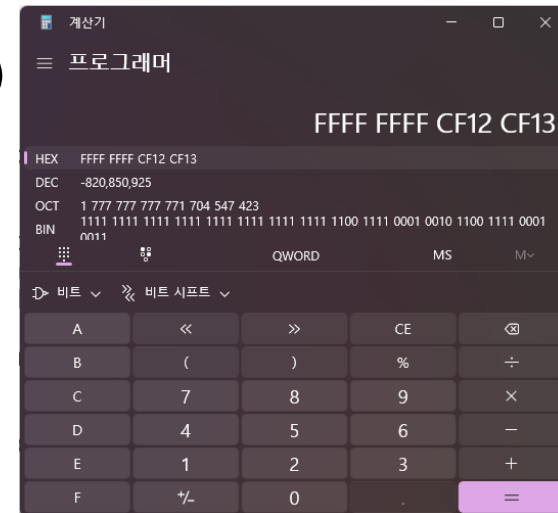 계산기
프로그래머
FFFF FFFF CF12 CF13
HEX FFFF FFFF CF12 CF13
DEC -820,850,925
OCT 1 777 777 777 771 704 547 423
BIN 1111 1111 1111 1111 1111 1111 1111 1111 1100 1111 0001 0010 1100 1111 0001
0011
QWORD MS M
비트 비트 시프트
A << >> CE
B ( ) % ÷
C 7 8 9 ×
D 4 5 6 −
E 1 2 3 +
F +/- 0 . =